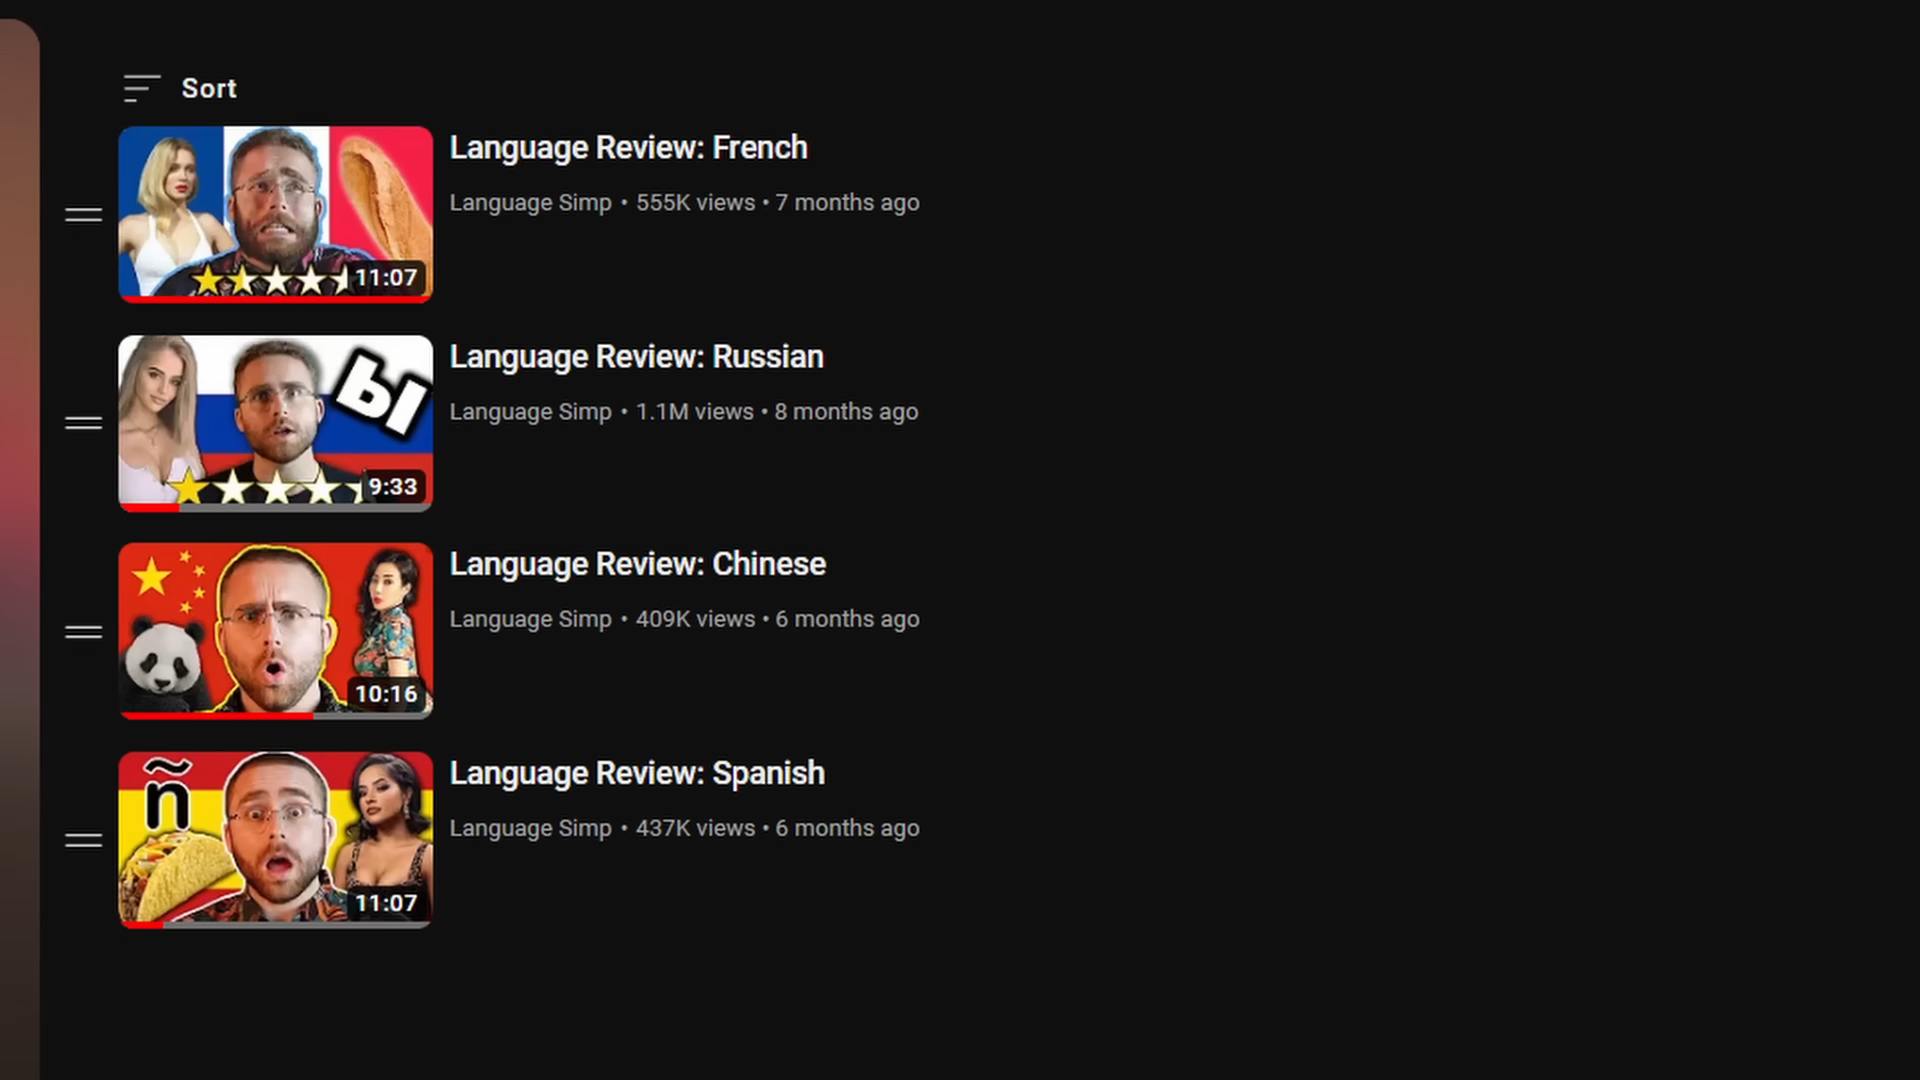 Sort
11:07
Language Review: French
Language Simp • 555K views • 7 months ago
ы
9:33
Language Review: Russian
Language Simp • 1.1M views • 8 months ago
10:16
Language Review: Chinese
Language Simp • 409K views • 6 months ago
ñ
11:07
Language Review: Spanish
Language Simp • 437K views • 6 months ago